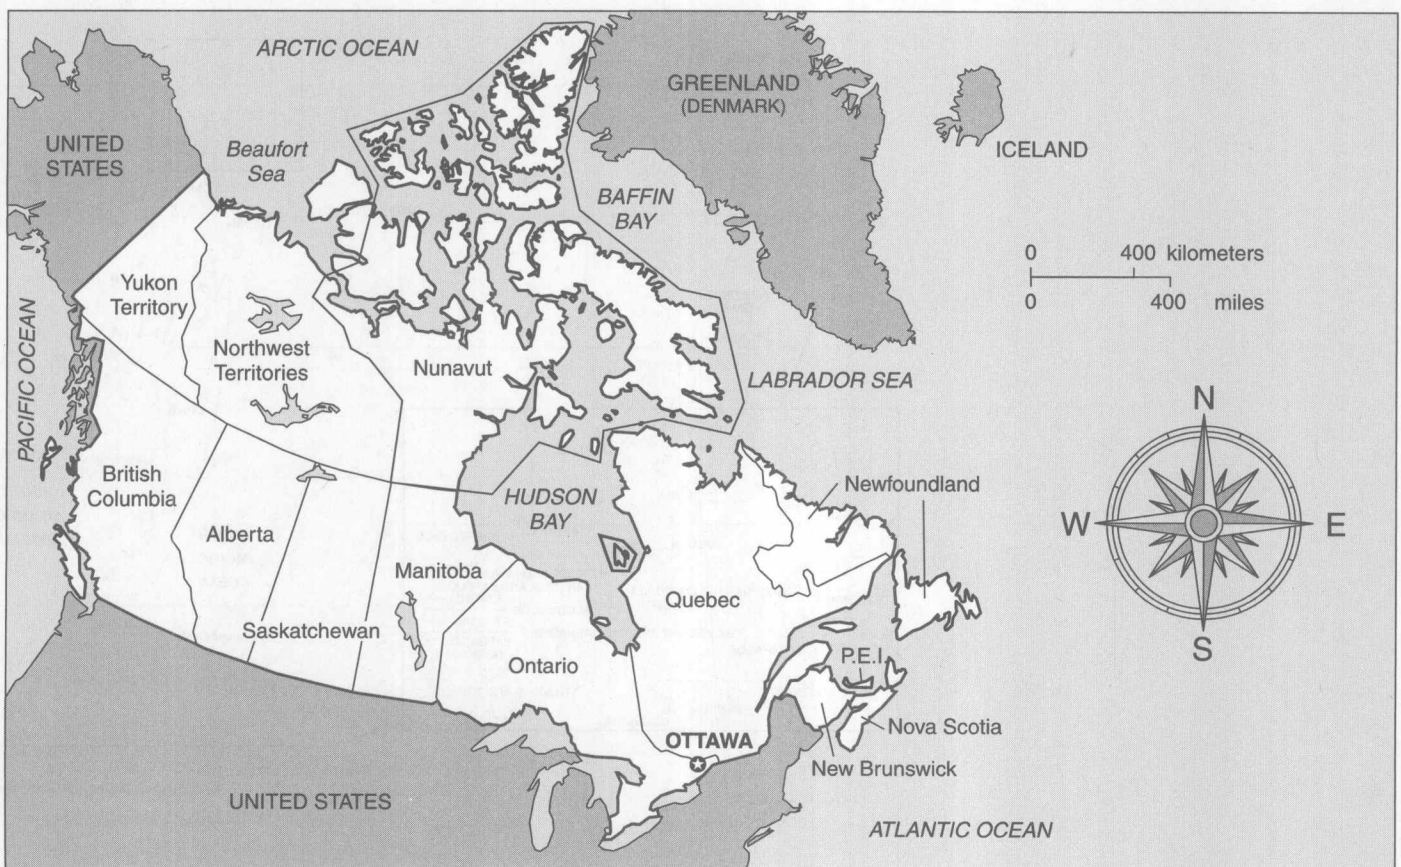 ARCTIC OCEAN
GREENLAND
(DENMARK)
ICELAND
UNITED
STATES
Beaufort
Sea
BAFFIN
BAY
0 400 kilometers
0 400 miles
Yukon
Territory
PACIFIC OCEAN
Northwest
Territories
Nunavut
LABRADOR SEA
N
W
E
S
British
Columbia
HUDSON
BAY
Newfoundland
Alberta
Manitoba
Quebec
Saskatchewan
Ontario
P.E.I.
Nova Scotia
OTTAWA
New Brunswick
UNITED STATES
ATLANTIC OCEAN